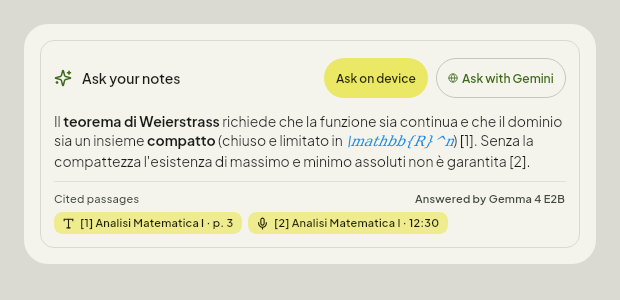 Ask your notes
Ask on device
Ask with Gemini
Il teorema di Weierstrass richiede che la funzione sia continua e che il dominio
sia un insieme compatto (chiuso e limitato in \mathbb{R}^n) [1]. Senza la
compattezza l'esistenza di massimo e minimo assoluti non è garantita [2].
Cited passages
Answered by Gemma 4 E2B
[1] Analisi Matematica I · p. 3
[2] Analisi Matematica I · 12:30